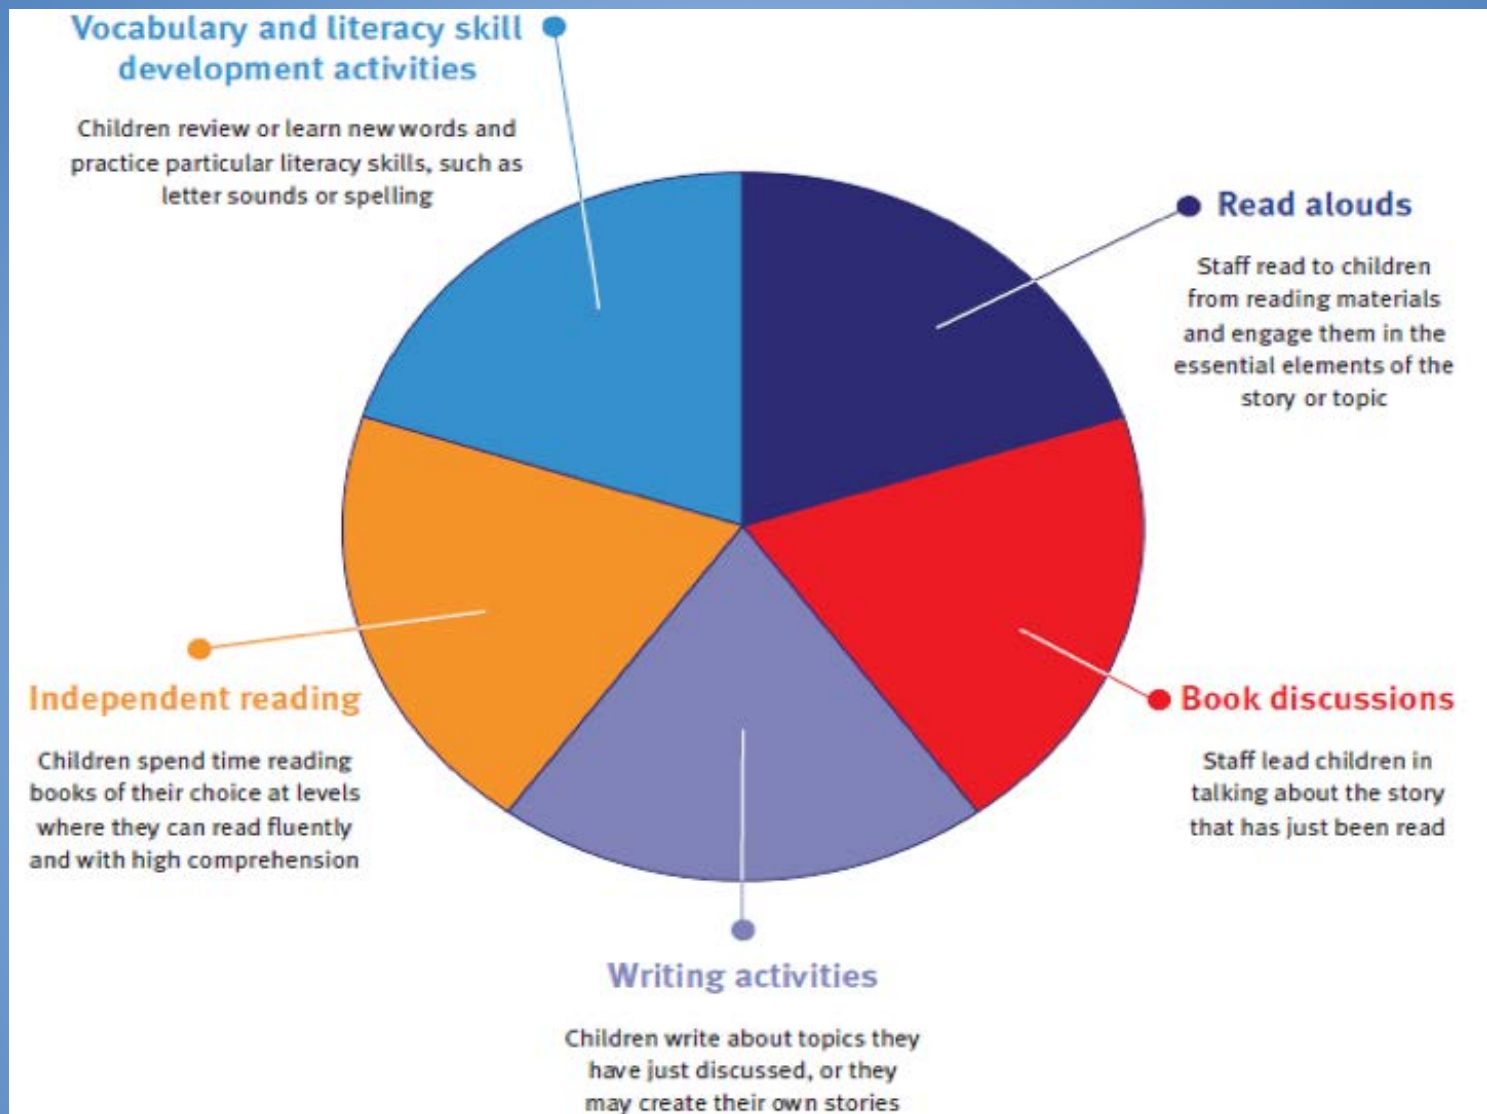 Vocabulary and literacy skill
development activities
Children review or learn new words and
practice particular literacy skills, such as
letter sounds or spelling
Read alouds
Staff read to children
from reading materials
and engage them in the
essential elements of the
story or topic
Independent reading
Children spend time reading
books of their choice at levels
where they can read fluently
and with high comprehension
Book discussions
Staff lead children in
talking about the story
that has just been read
Writing activities
Children write about topics they
have just discussed, or they
may create their own stories